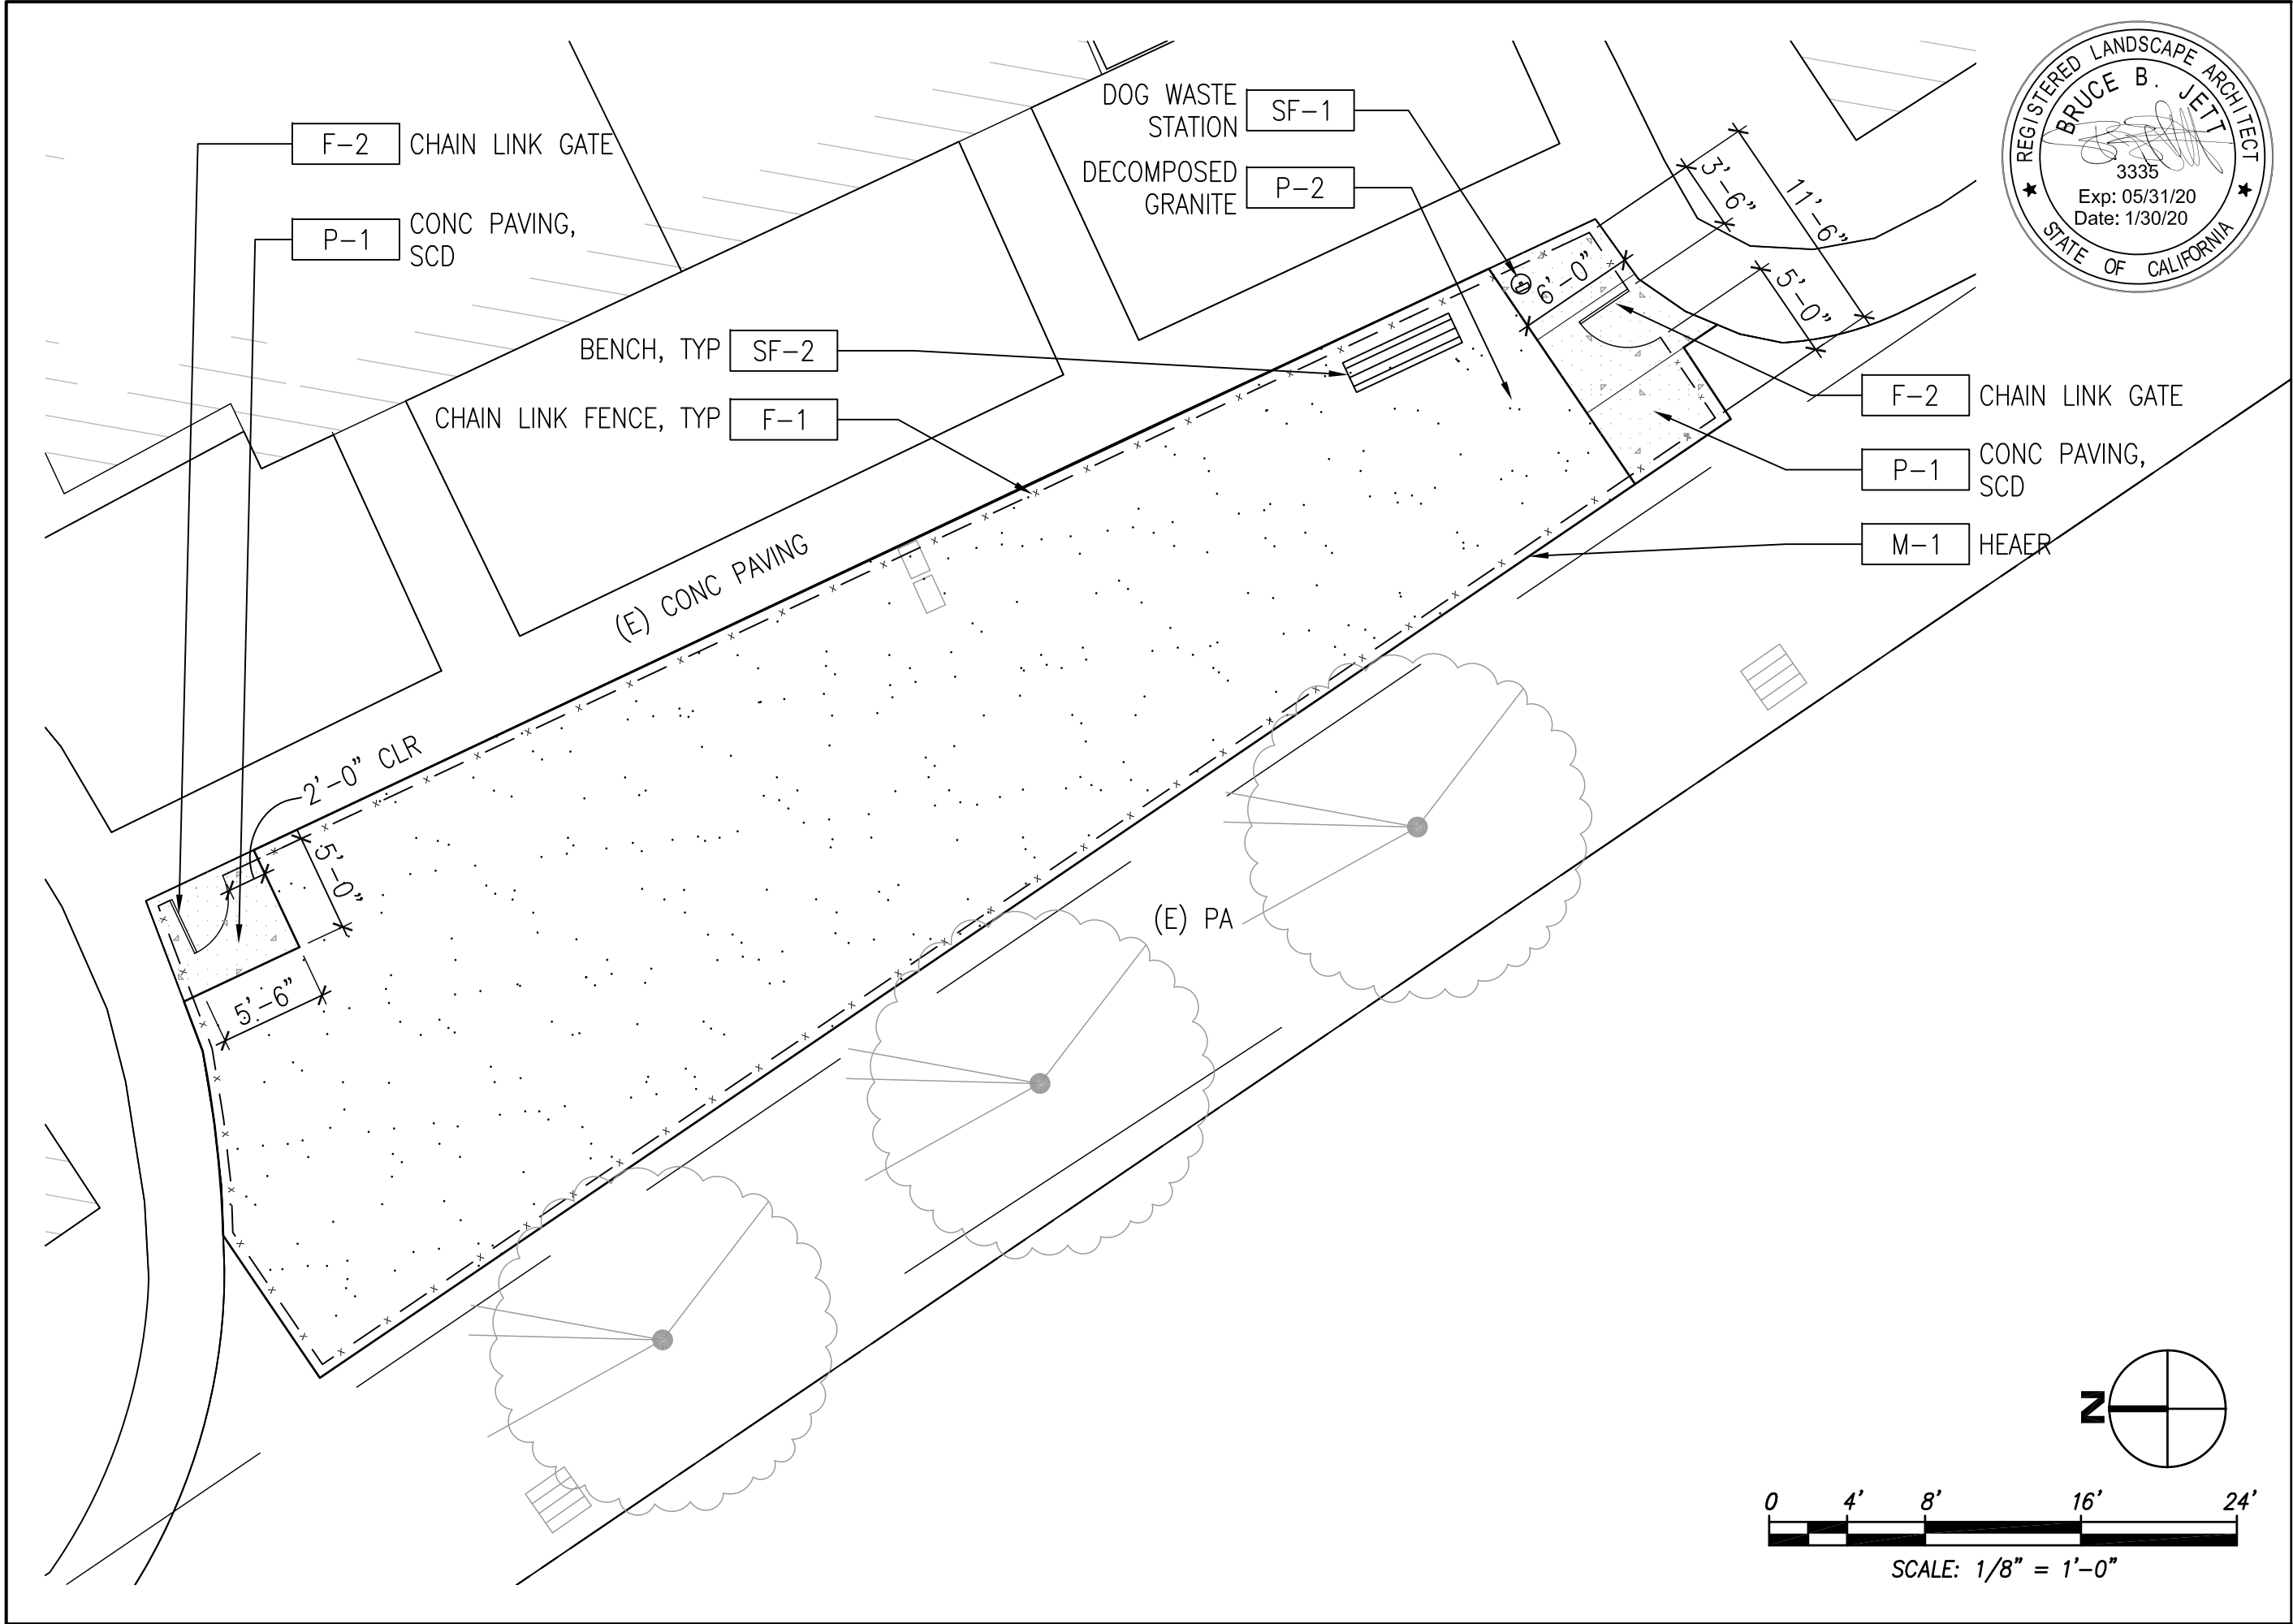 F-2 CHAIN LINK GATE
P-1 CONC PAVING,
SCD
DOG WASTE
STATION
SF-1
DECOMPOSED
GRANITE
P-2
BENCH, TYP SF-2
CHAIN LINK FENCE, TYP F-1
(E) CONC PAVING
2'-0" CLR
5'-0"
5'-6"
6'-0"
3'-6"
11'-6"
5'-0"
REGISTERED LANDSCAPE ARCHITECT
BRUCE B. JETT
3335
Exp: 05/31/20
Date: 1/30/20
STATE OF CALIFORNIA
F-2 CHAIN LINK GATE
P-1 CONC PAVING,
SCD
M-1 HEAER
(E) PA
N
0 4' 8' 16' 24'
SCALE: 1/8" = 1'-0"